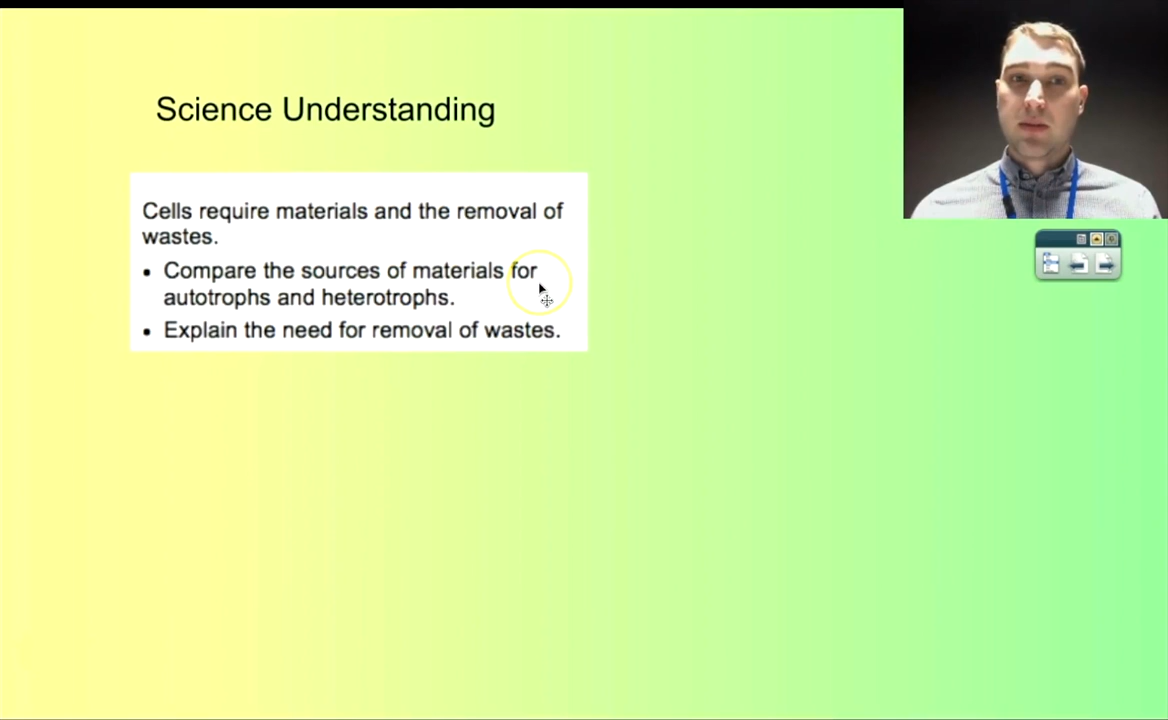 Science Understanding
Cells require materials and the removal of
wastes.
• Compare the sources of materials for
autotrophs and heterotrophs.
• Explain the need for removal of wastes.